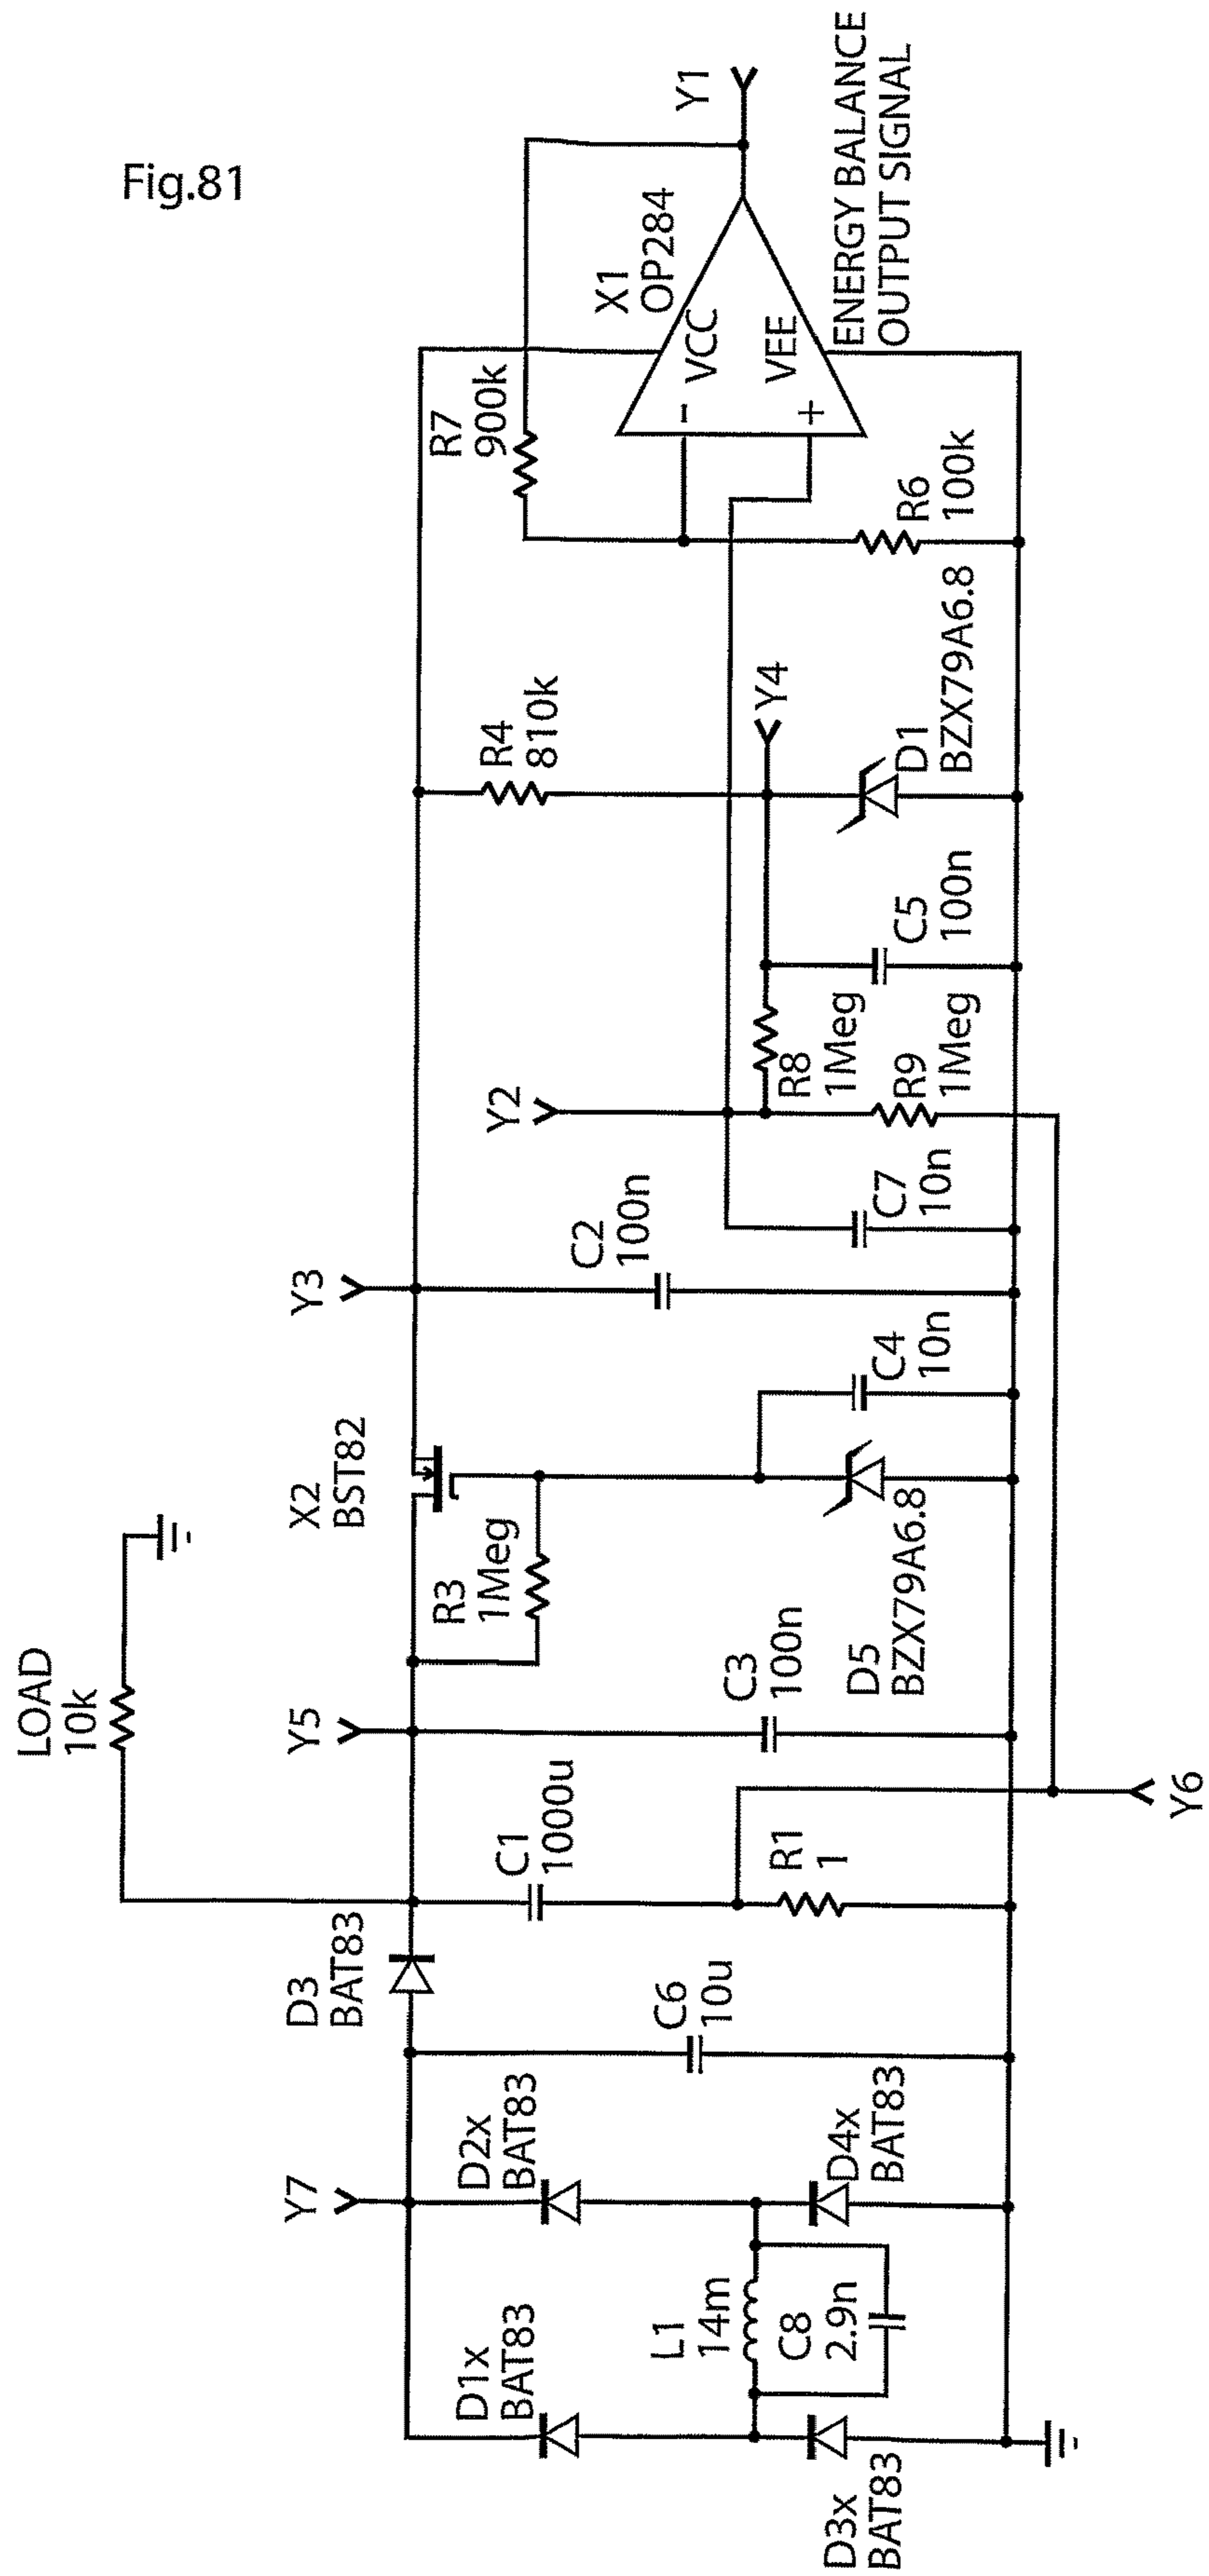 Fig.81
LOAD
10k
Y7
D3
BAT83
Y5
X2
BST82
Y3
Y2
R4
810k
R7
900k
X1
OP284
Y1
D1x
BAT83
D2x
BAT83
C6
10u
C1
1000u
R3
1Meg
C2
100n
VCC
-
VEE
+
Y4
L1
14m
C8
2.9n
D3x
BAT83
D4x
BAT83
R1
1
C3
100n
D5
BZX79A6.8
C4
10n
C7
10n
R8
1Meg
R9
1Meg
C5
100n
D1
BZX79A6.8
R6
100k
ENERGY BALANCE
OUTPUT SIGNAL
Y6